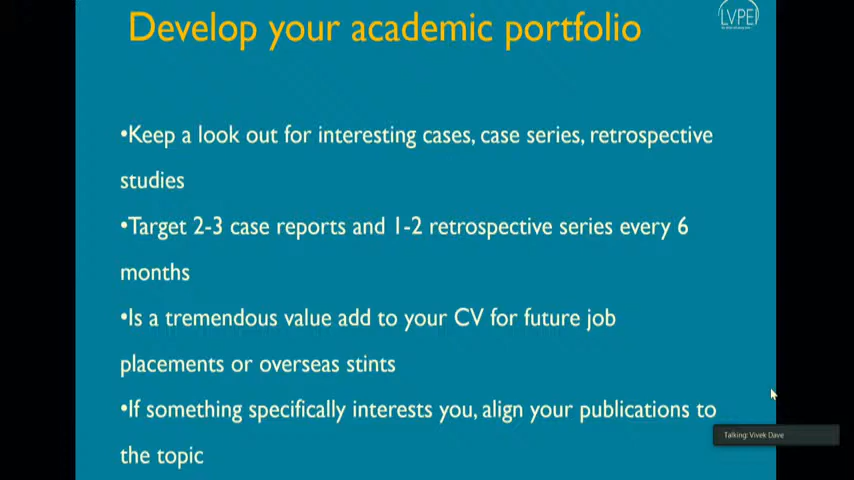 Develop your academic portfolio
LVPEI
•Keep a look out for interesting cases, case series, retrospective
studies
•Target 2-3 case reports and 1-2 retrospective series every 6
months
•Is a tremendous value add to your CV for future job
placements or overseas stints
•If something specifically interests you, align your publications to
the topic
Talking: Vivek Dave